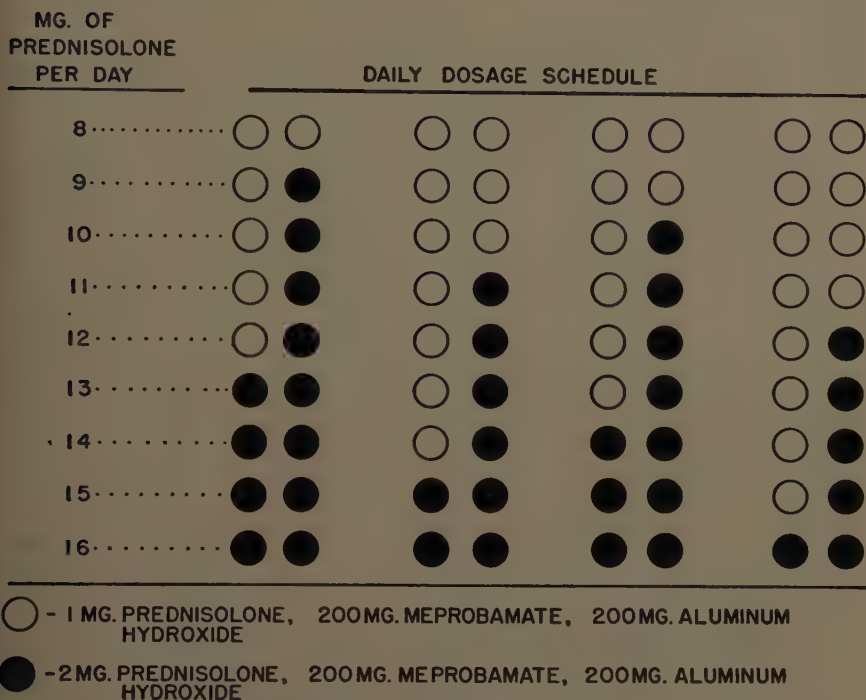 MG. OF
PREDNISOLONE
PER DAY
DAILY DOSAGE SCHEDULE
8
9
10
11
12
13
14
15
16
- 1 MG. PREDNISOLONE, 200 MG. MEPROBAMATE, 200 MG. ALUMINUM
HYDROXIDE
- 2 MG. PREDNISOLONE, 200 MG. MEPROBAMATE, 200 MG. ALUMINUM
HYDROXIDE